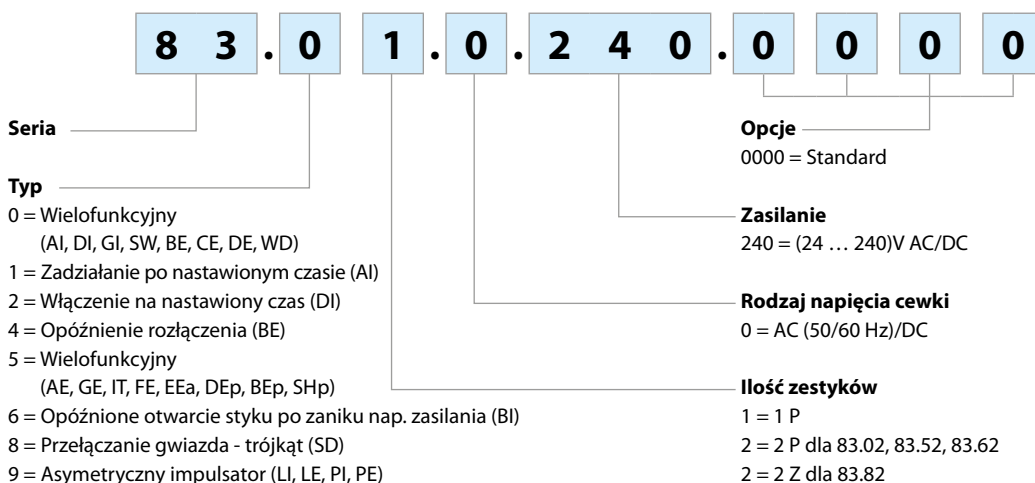 8 3 . 0 1 . 0 . 2 4 0 . 0 0 0 0
Seria
Typ
0 = Wielofunkcyjny
(AI, DI, GI, SW, BE, CE, DE, WD)
1 = Zadziałanie po nastawionym czasie (AI)
2 = Włączenie na nastawiony czas (DI)
4 = Opóźnienie rozłączenia (BE)
5 = Wielofunkcyjny
(AE, GE, IT, FE, EEa, DEp, BEp, SHp)
6 = Opóźnione otwarcie styku po zaniku nap. zasilania (BI)
8 = Przełączanie gwiazda - trójkąt (SD)
9 = Asymetryczny impulsator (LI, LE, PI, PE)
Opcje
0000 = Standard
Zasilanie
240 = (24 … 240)V AC/DC
Rodzaj napięcia cewki
0 = AC (50/60 Hz)/DC
Ilość zestyków
1 = 1 P
2 = 2 P dla 83.02, 83.52, 83.62
2 = 2 Z dla 83.82